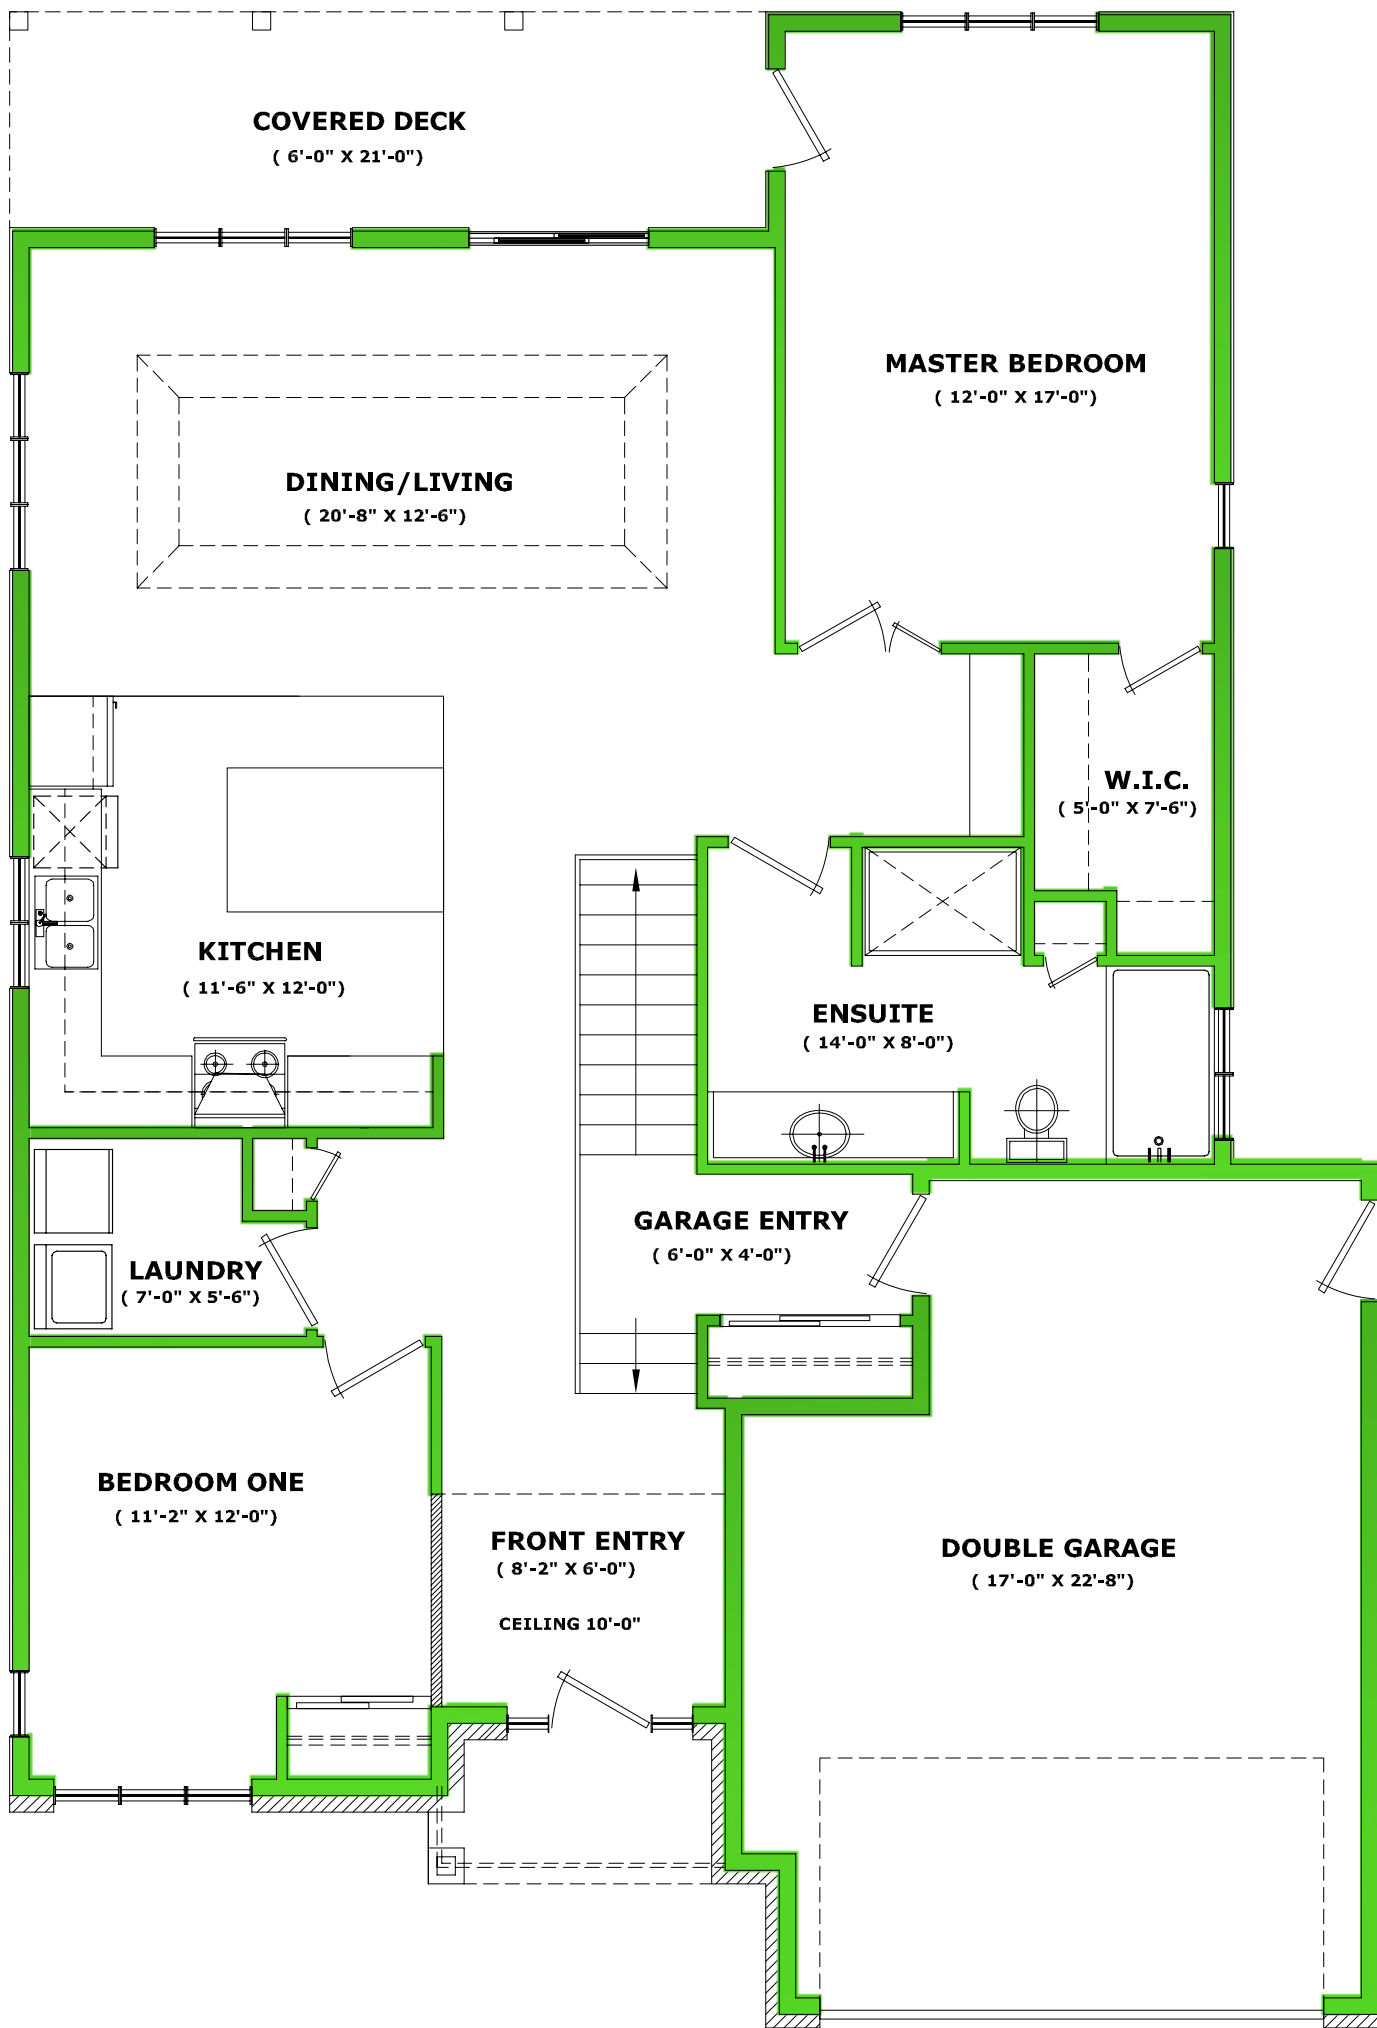 COVERED DECK
( 6'-0" X 21'-0")
MASTER BEDROOM
( 12'-0" X 17'-0")
DINING/LIVING
( 20'-8" X 12'-6")
W.I.C.
( 5'-0" X 7'-6")
KITCHEN
( 11'-6" X 12'-0")
ENSUITE
( 14'-0" X 8'-0")
GARAGE ENTRY
( 6'-0" X 4'-0")
LAUNDRY
( 7'-0" X 5'-6")
BEDROOM ONE
( 11'-2" X 12'-0")
FRONT ENTRY
( 8'-2" X 6'-0")
CEILING 10'-0"
DOUBLE GARAGE
( 17'-0" X 22'-8")